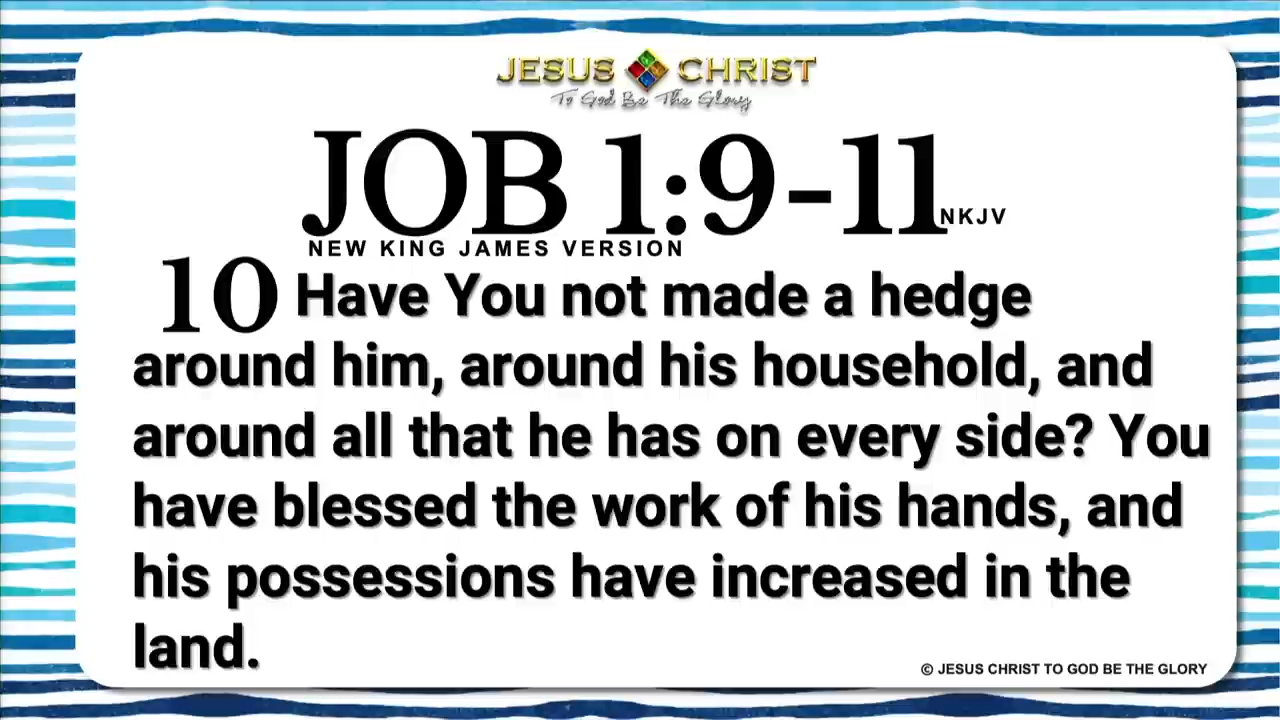 JESUS CHRIST
To God Be The Glory
JOB 1:9-11 NKJV
NEW KING JAMES VERSION
10 Have You not made a hedge
around him, around his household, and
around all that he has on every side? You
have blessed the work of his hands, and
his possessions have increased in the
land.
© JESUS CHRIST TO GOD BE THE GLORY